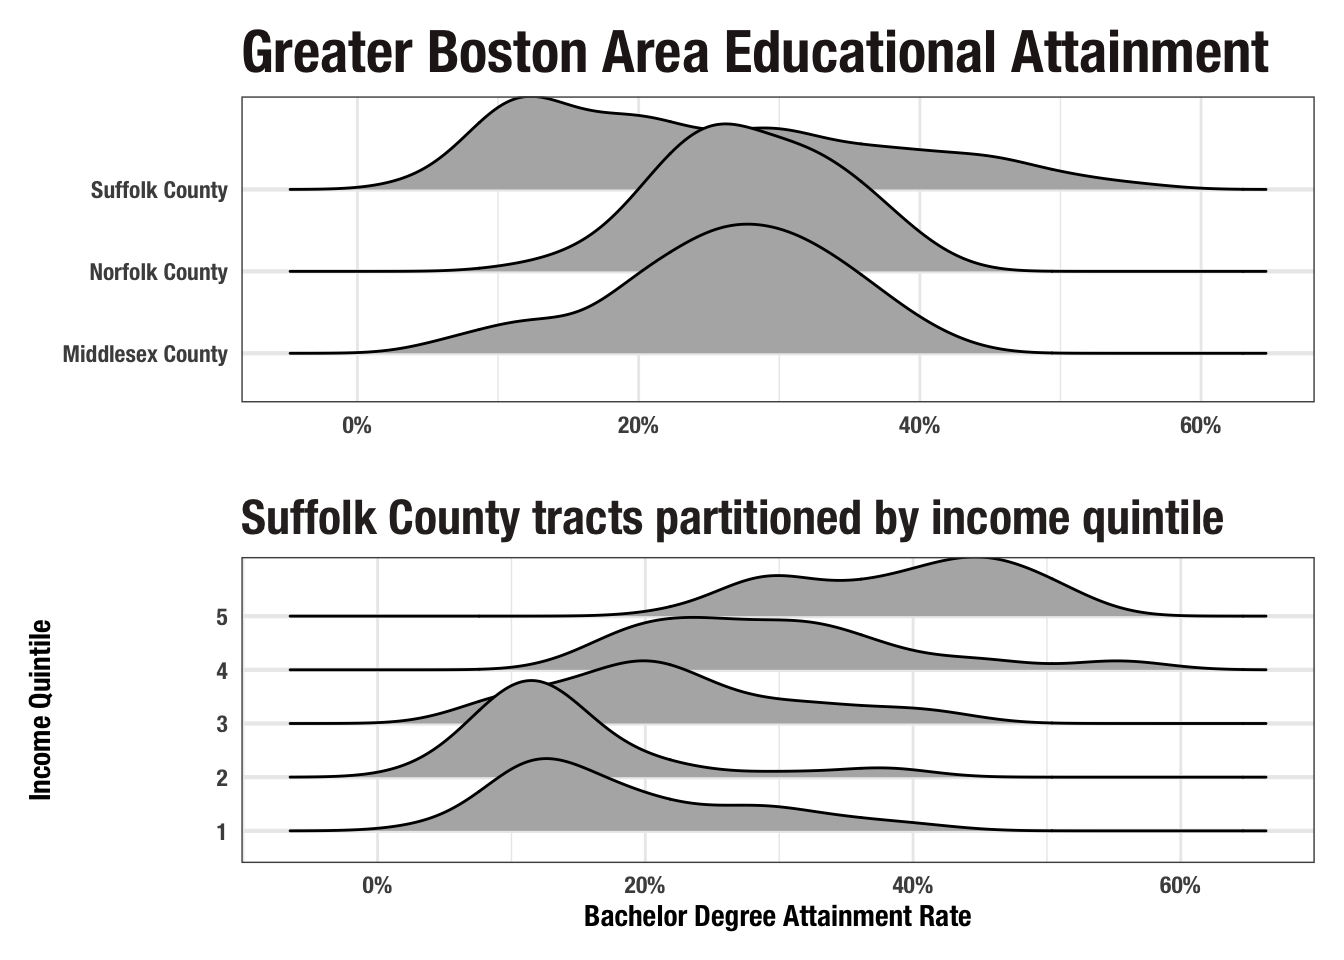 Greater Boston Area Educational Attainment
Suffolk County
Norfolk County
Middlesex County
0% 20% 40% 60%
Suffolk County tracts partitioned by income quintile
Income Quintile
5
4
3
2
1
0% 20% 40% 60%
Bachelor Degree Attainment Rate